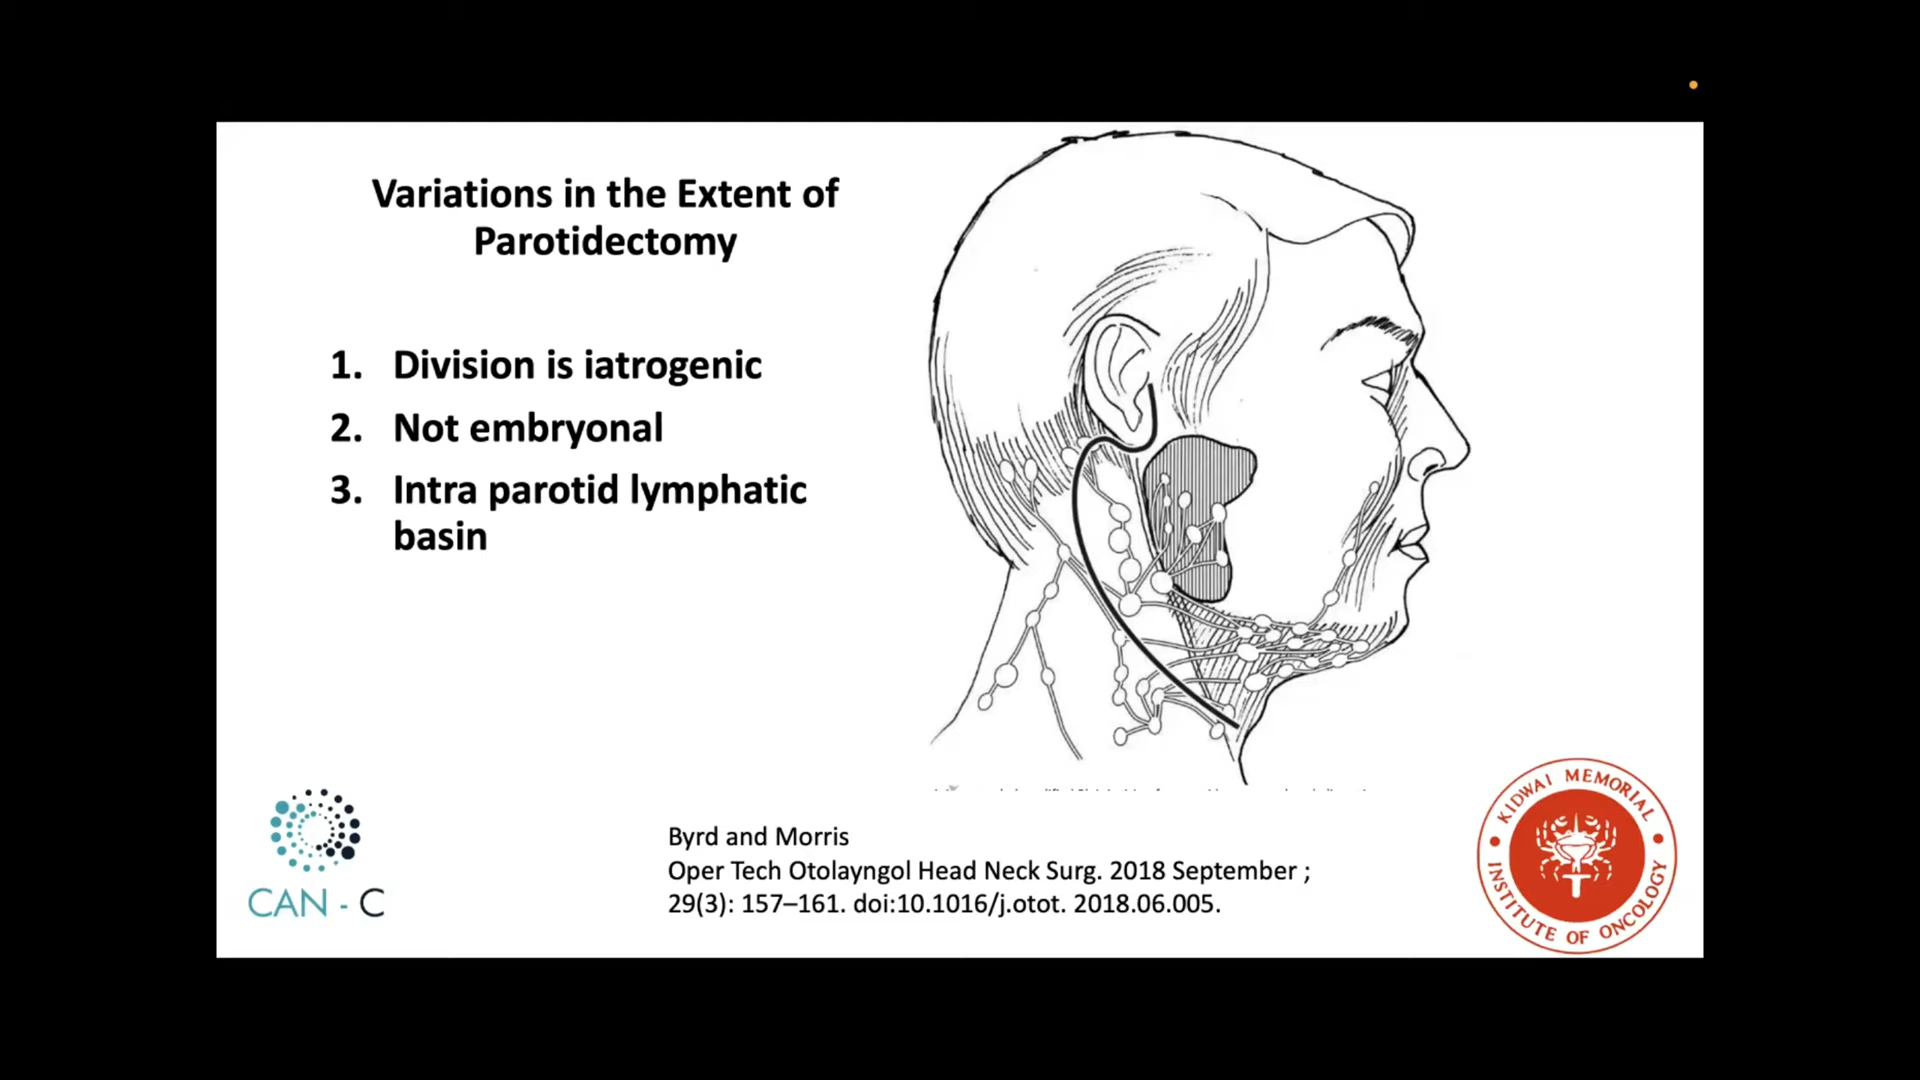 Variations in the Extent of
Parotidectomy
1. Division is iatrogenic
2. Not embryonal
3. Intra parotid lymphatic
basin
CAN - C
Byrd and Morris
Oper Tech Otolayngol Head Neck Surg. 2018 September ;
29(3): 157–161. doi:10.1016/j.otot. 2018.06.005.
KIDWAI MEMORIAL
INSTITUTE OF ONCOLOGY